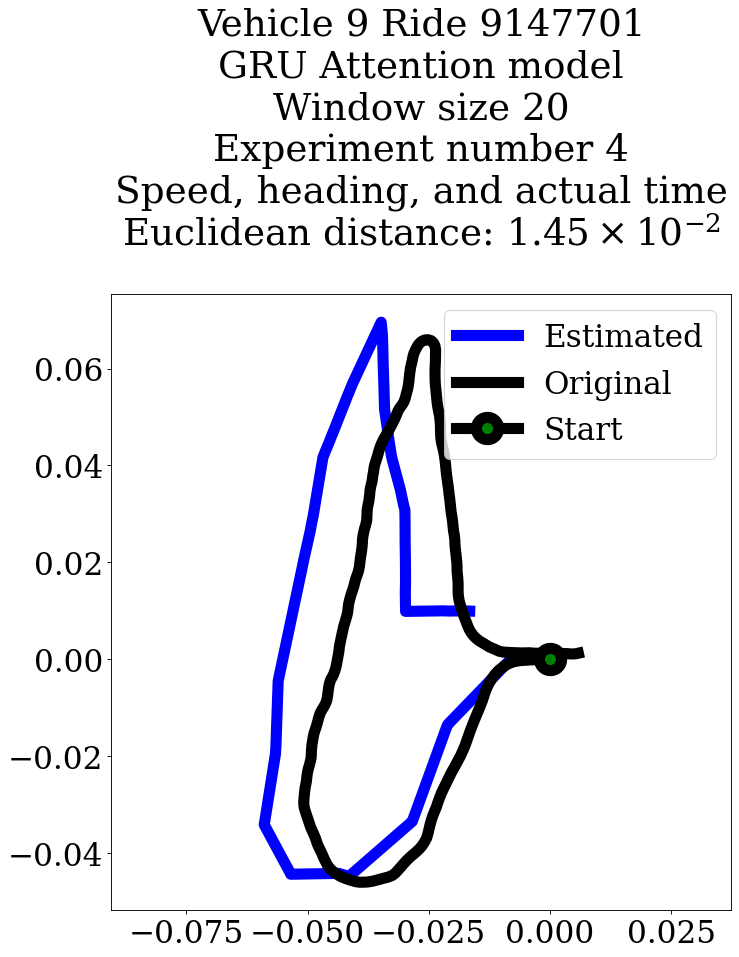 Vehicle 9 Ride 9147701
GRU Attention model
Window size 20
Experiment number 4
Speed, heading, and actual time
Euclidean distance: 1.45 × 10⁻²
Estimated
Original
Start
0.06
0.04
0.02
0.00
−0.02
−0.04
−0.075 −0.050 −0.025 0.000 0.025